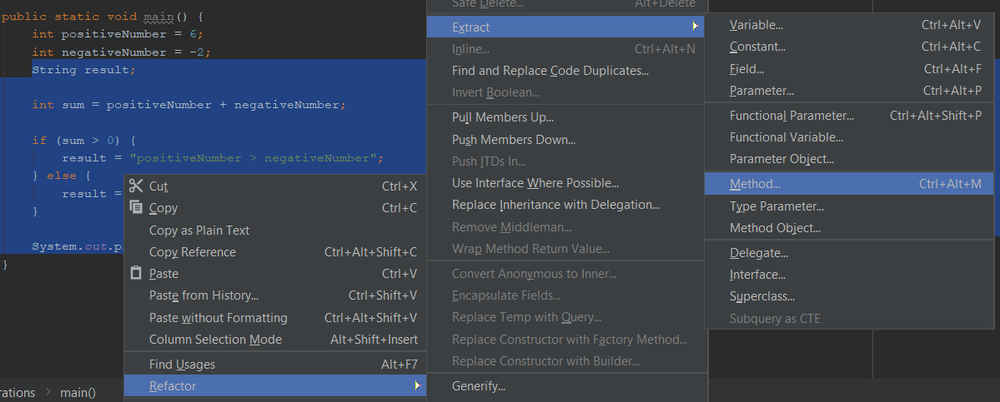 public static void main() {
int positiveNumber = 6;
int negativeNumber = -2;
String result;
int sum = positiveNumber + negativeNumber;
if (sum > 0) {
result = "positiveNumber > negativeNumber";
} else {
result =
}
System.out.p
}
Cut Ctrl+X
Copy Ctrl+C
Copy as Plain Text
Copy Reference Ctrl+Alt+Shift+C
Paste Ctrl+V
Paste from History... Ctrl+Shift+V
Paste without Formatting Ctrl+Alt+Shift+V
Column Selection Mode Alt+Shift+Insert
Find Usages Alt+F7
Refactor
Safe Delete... Alt+Delete
Extract
Inline... Ctrl+Alt+N
Find and Replace Code Duplicates...
Invert Boolean...
Pull Members Up...
Push Members Down...
Push ITDs In...
Use Interface Where Possible...
Replace Inheritance with Delegation...
Remove Middleman...
Wrap Method Return Value...
Convert Anonymous to Inner...
Encapsulate Fields...
Replace Temp with Query...
Replace Constructor with Factory Method...
Replace Constructor with Builder...
Generify...
Variable... Ctrl+Alt+V
Constant... Ctrl+Alt+C
Field... Ctrl+Alt+F
Parameter... Ctrl+Alt+P
Functional Parameter... Ctrl+Alt+Shift+P
Functional Variable...
Parameter Object...
Method... Ctrl+Alt+M
Type Parameter...
Method Object...
Delegate...
Interface...
Superclass...
Subquery as CTE
rations > main()